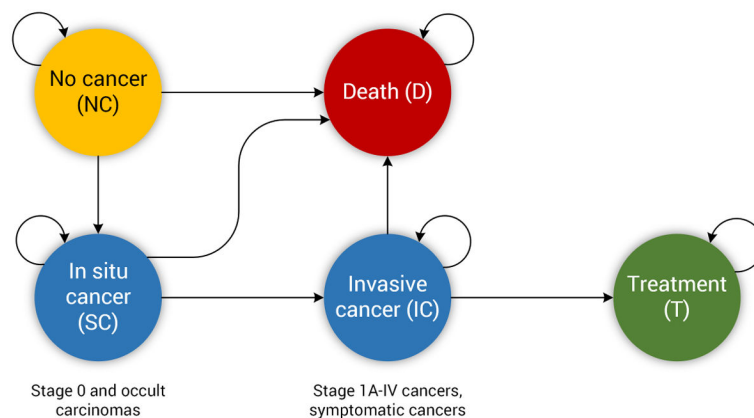 No cancer
(NC)
Death (D)
In situ
cancer
(SC)
Invasive
cancer (IC)
Treatment
(T)
Stage 0 and occult
carcinomas
Stage 1A-IV cancers,
symptomatic cancers